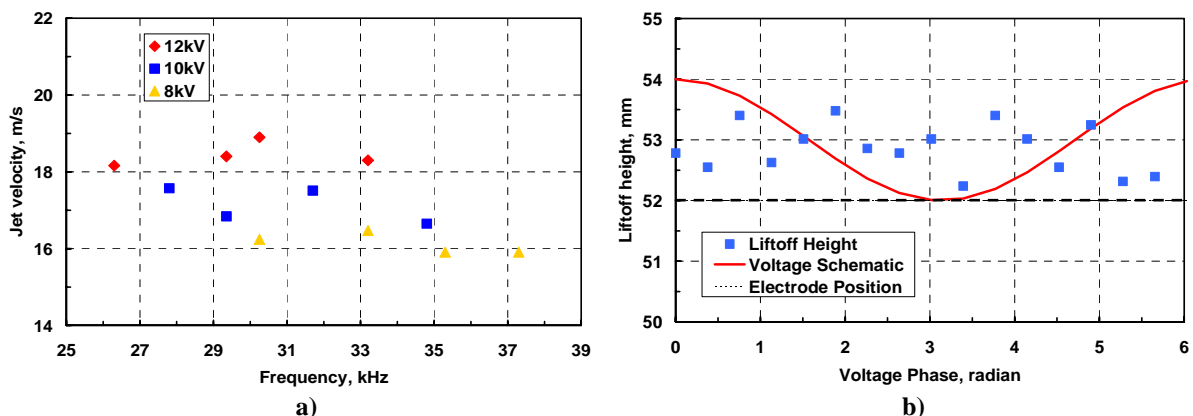 22
20
18
16
14
Jet velocity, m/s
12kV
10kV
8kV
25 27 29 31 33 35 37 39
Frequency, kHz
a)
55
54
53
52
51
50
Liftoff height, mm
Liftoff Height
Voltage Schematic
Electrode Position
0 1 2 3 4 5 6
Voltage Phase, radian
b)